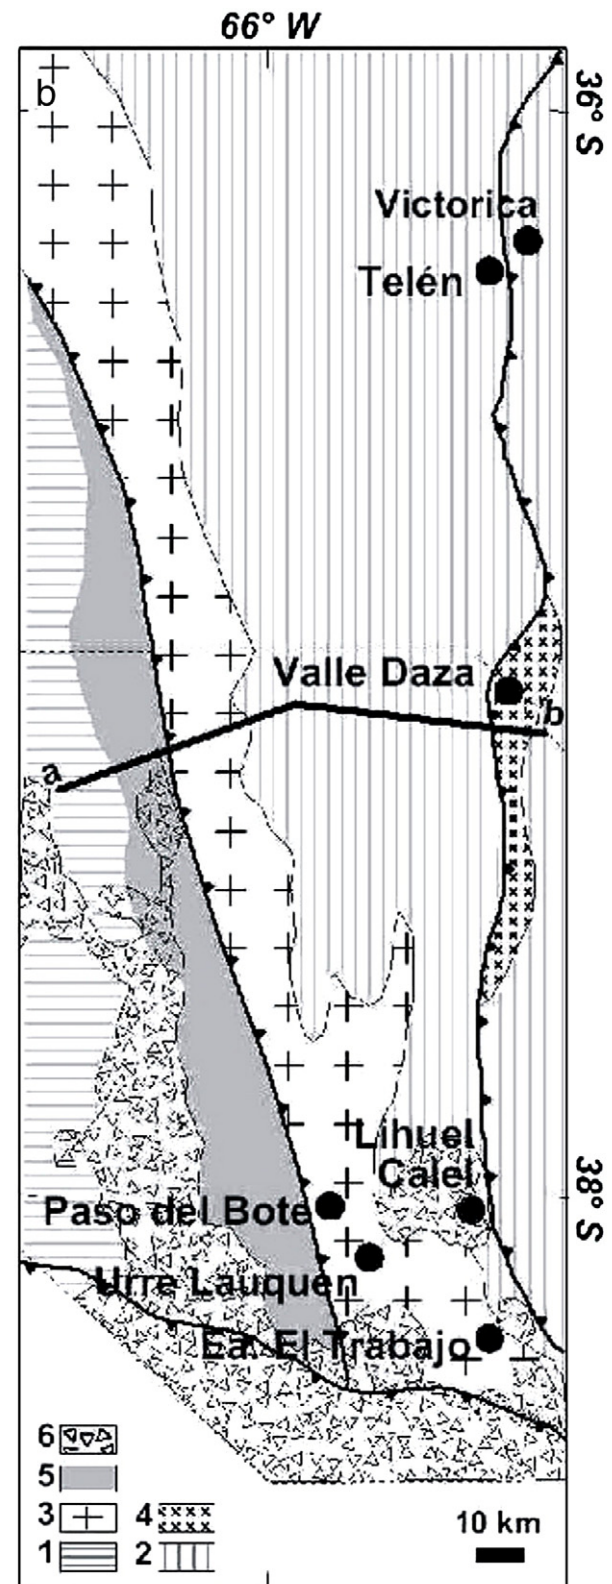 66° W
b
36° S
Victorica
Telén
Valle Daza
a
b
Lihuel
Calel
38° S
Paso del Bote
Urre Lauquen
Ea. El Trabajo
6
5
3
4
10 km
1
2